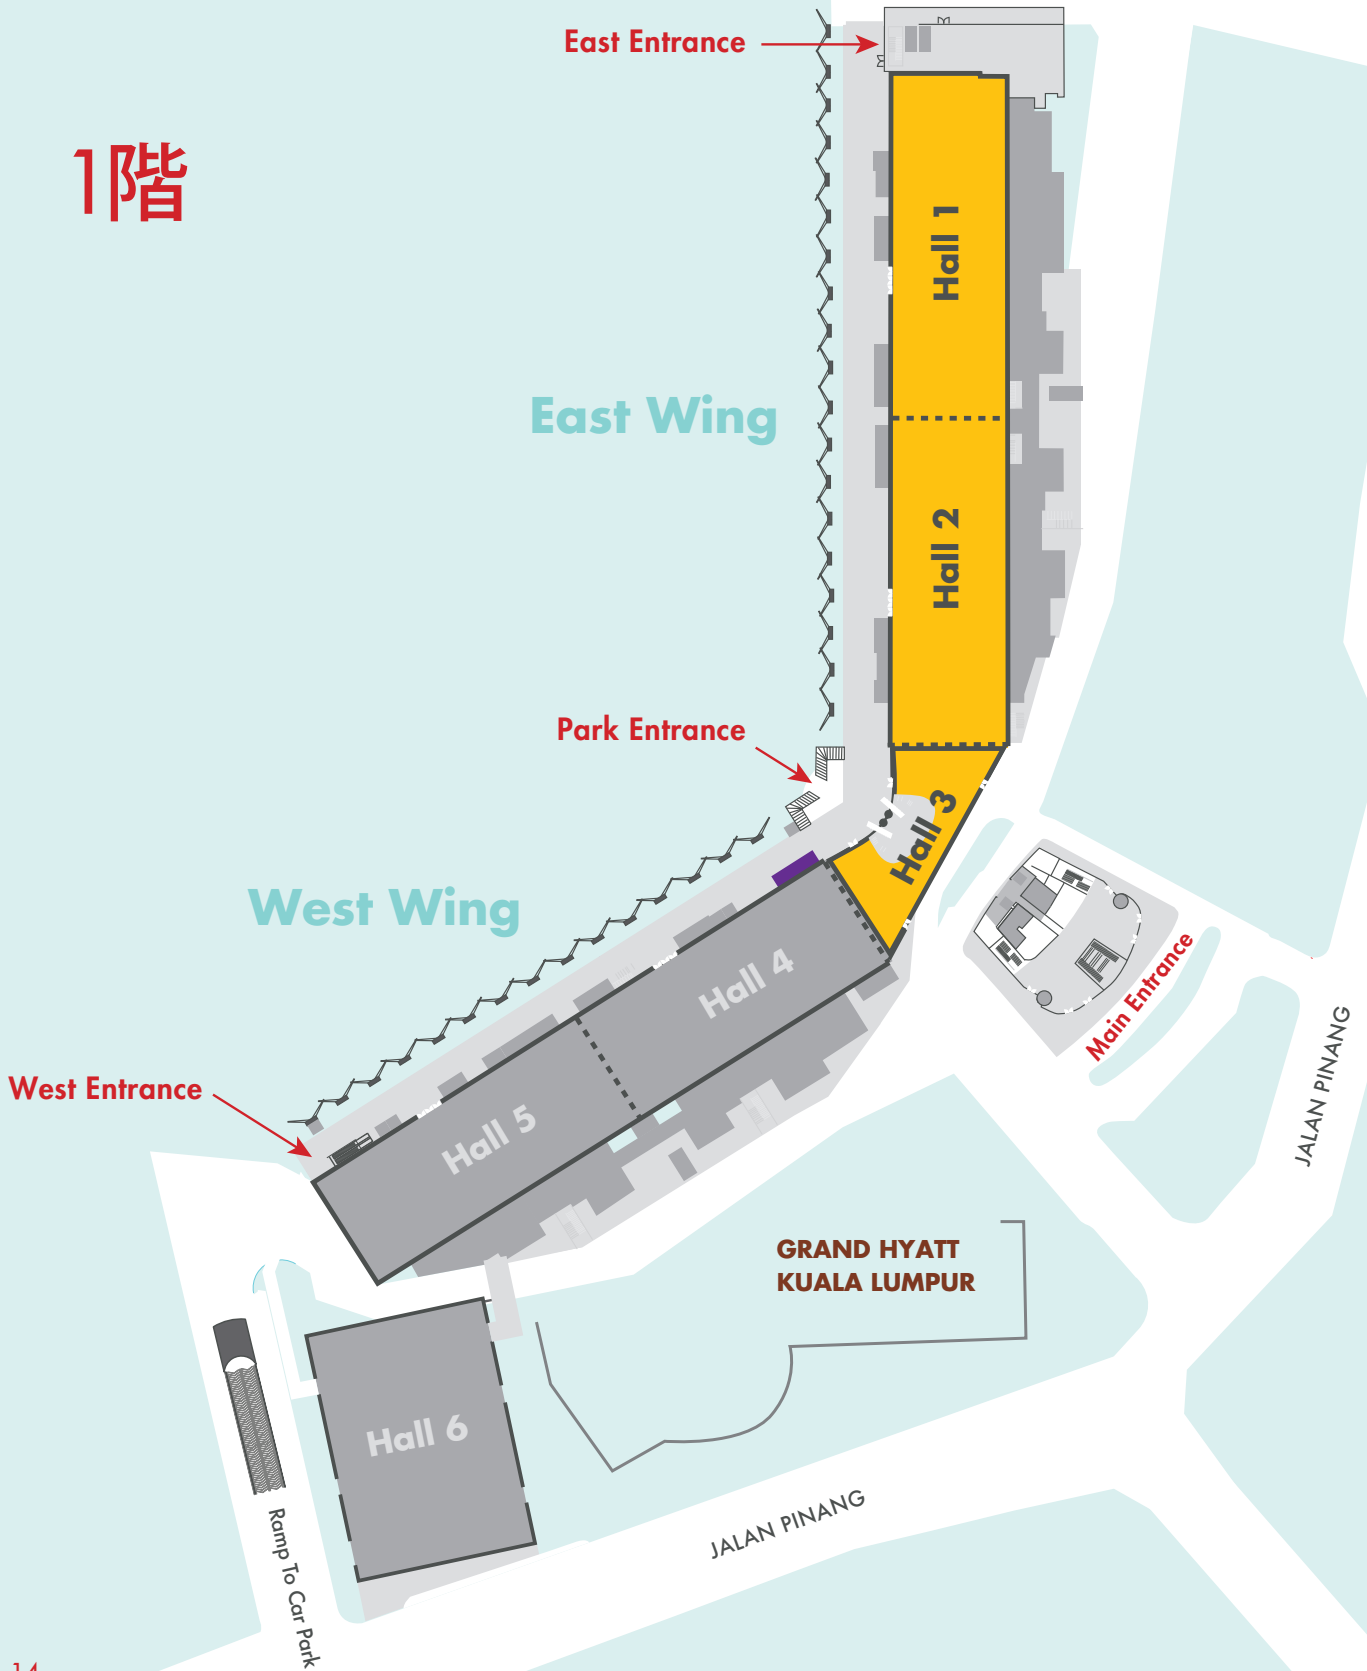 East Entrance
1階
Hall 1
East Wing
Hall 2
Park Entrance
Hall 3
West Wing
Hall 4
Main Entrance
JALAN PINANG
West Entrance
Hall 5
GRAND HYATT
KUALA LUMPUR
Hall 6
JALAN PINANG
Ramp To Car Park
14